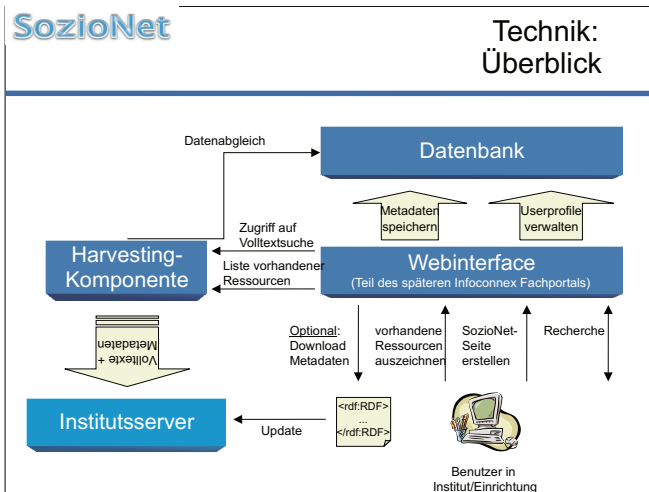 SozioNet
Technik:
Überblick
Datenabgleich
Datenbank
Metadaten
speichern
Userprofile
verwalten
Zugriff auf
Volltextsuche
Harvesting-
Komponente
Liste vorhandener
Ressourcen
Webinterface
(Teil des späteren Infoconnex Fachportals)
Optional:
Download
Metadaten
vorhandene
Ressourcen
auszeichnen
SozioNet-
Seite
erstellen
Recherche
Volltexte +
Metadaten
Institutsserver
Update
<rdf:RDF>
...
</rdf:RDF>
Benutzer in
Institut/Einrichtung